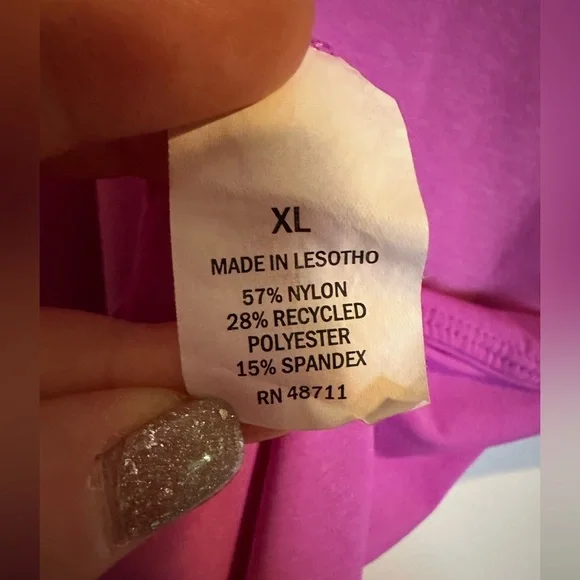 XL
MADE IN LESOTHO
57% NYLON
28% RECYCLED
POLYESTER
15% SPANDEX
RN 48711